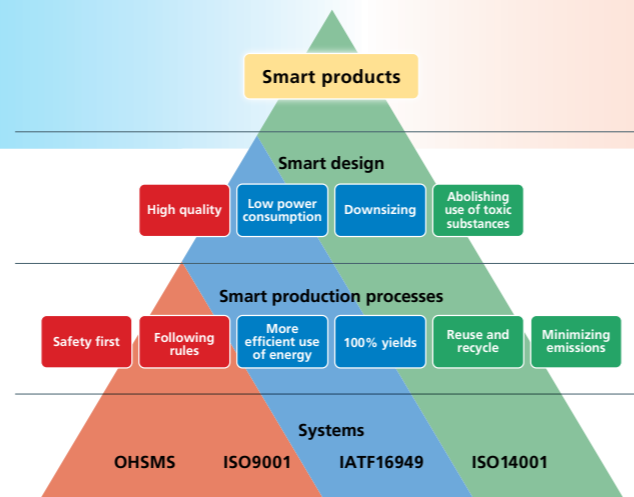 Smart products
Smart design
High quality
Low power
consumption
Downsizing
Abolishing
use of toxic
substances
Smart production processes
Safety first
Following
rules
More
efficient use
of energy
100% yields
Reuse and
recycle
Minimizing
emissions
Systems
OHSMS ISO9001 IATF16949 ISO14001